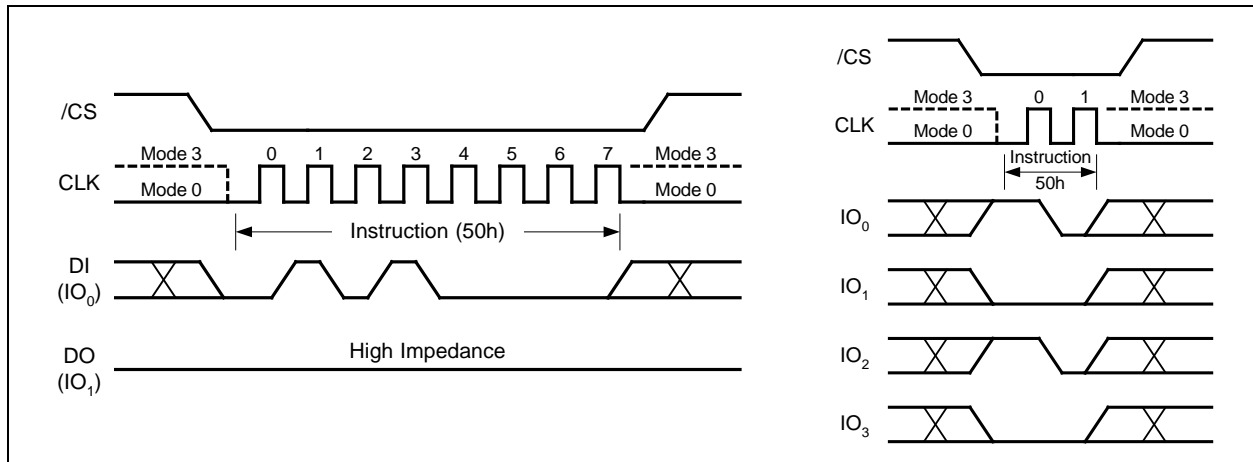 /CS
Mode 3 0 1 2 3 4 5 6 7 Mode 3
CLK
Mode 0 Mode 0
Instruction (50h)
DI
(IO0)
High Impedance
DO
(IO1)
/CS
Mode 3 0 1 Mode 3
CLK
Mode 0 Mode 0
Instruction
50h
IO0
IO1
IO2
IO3